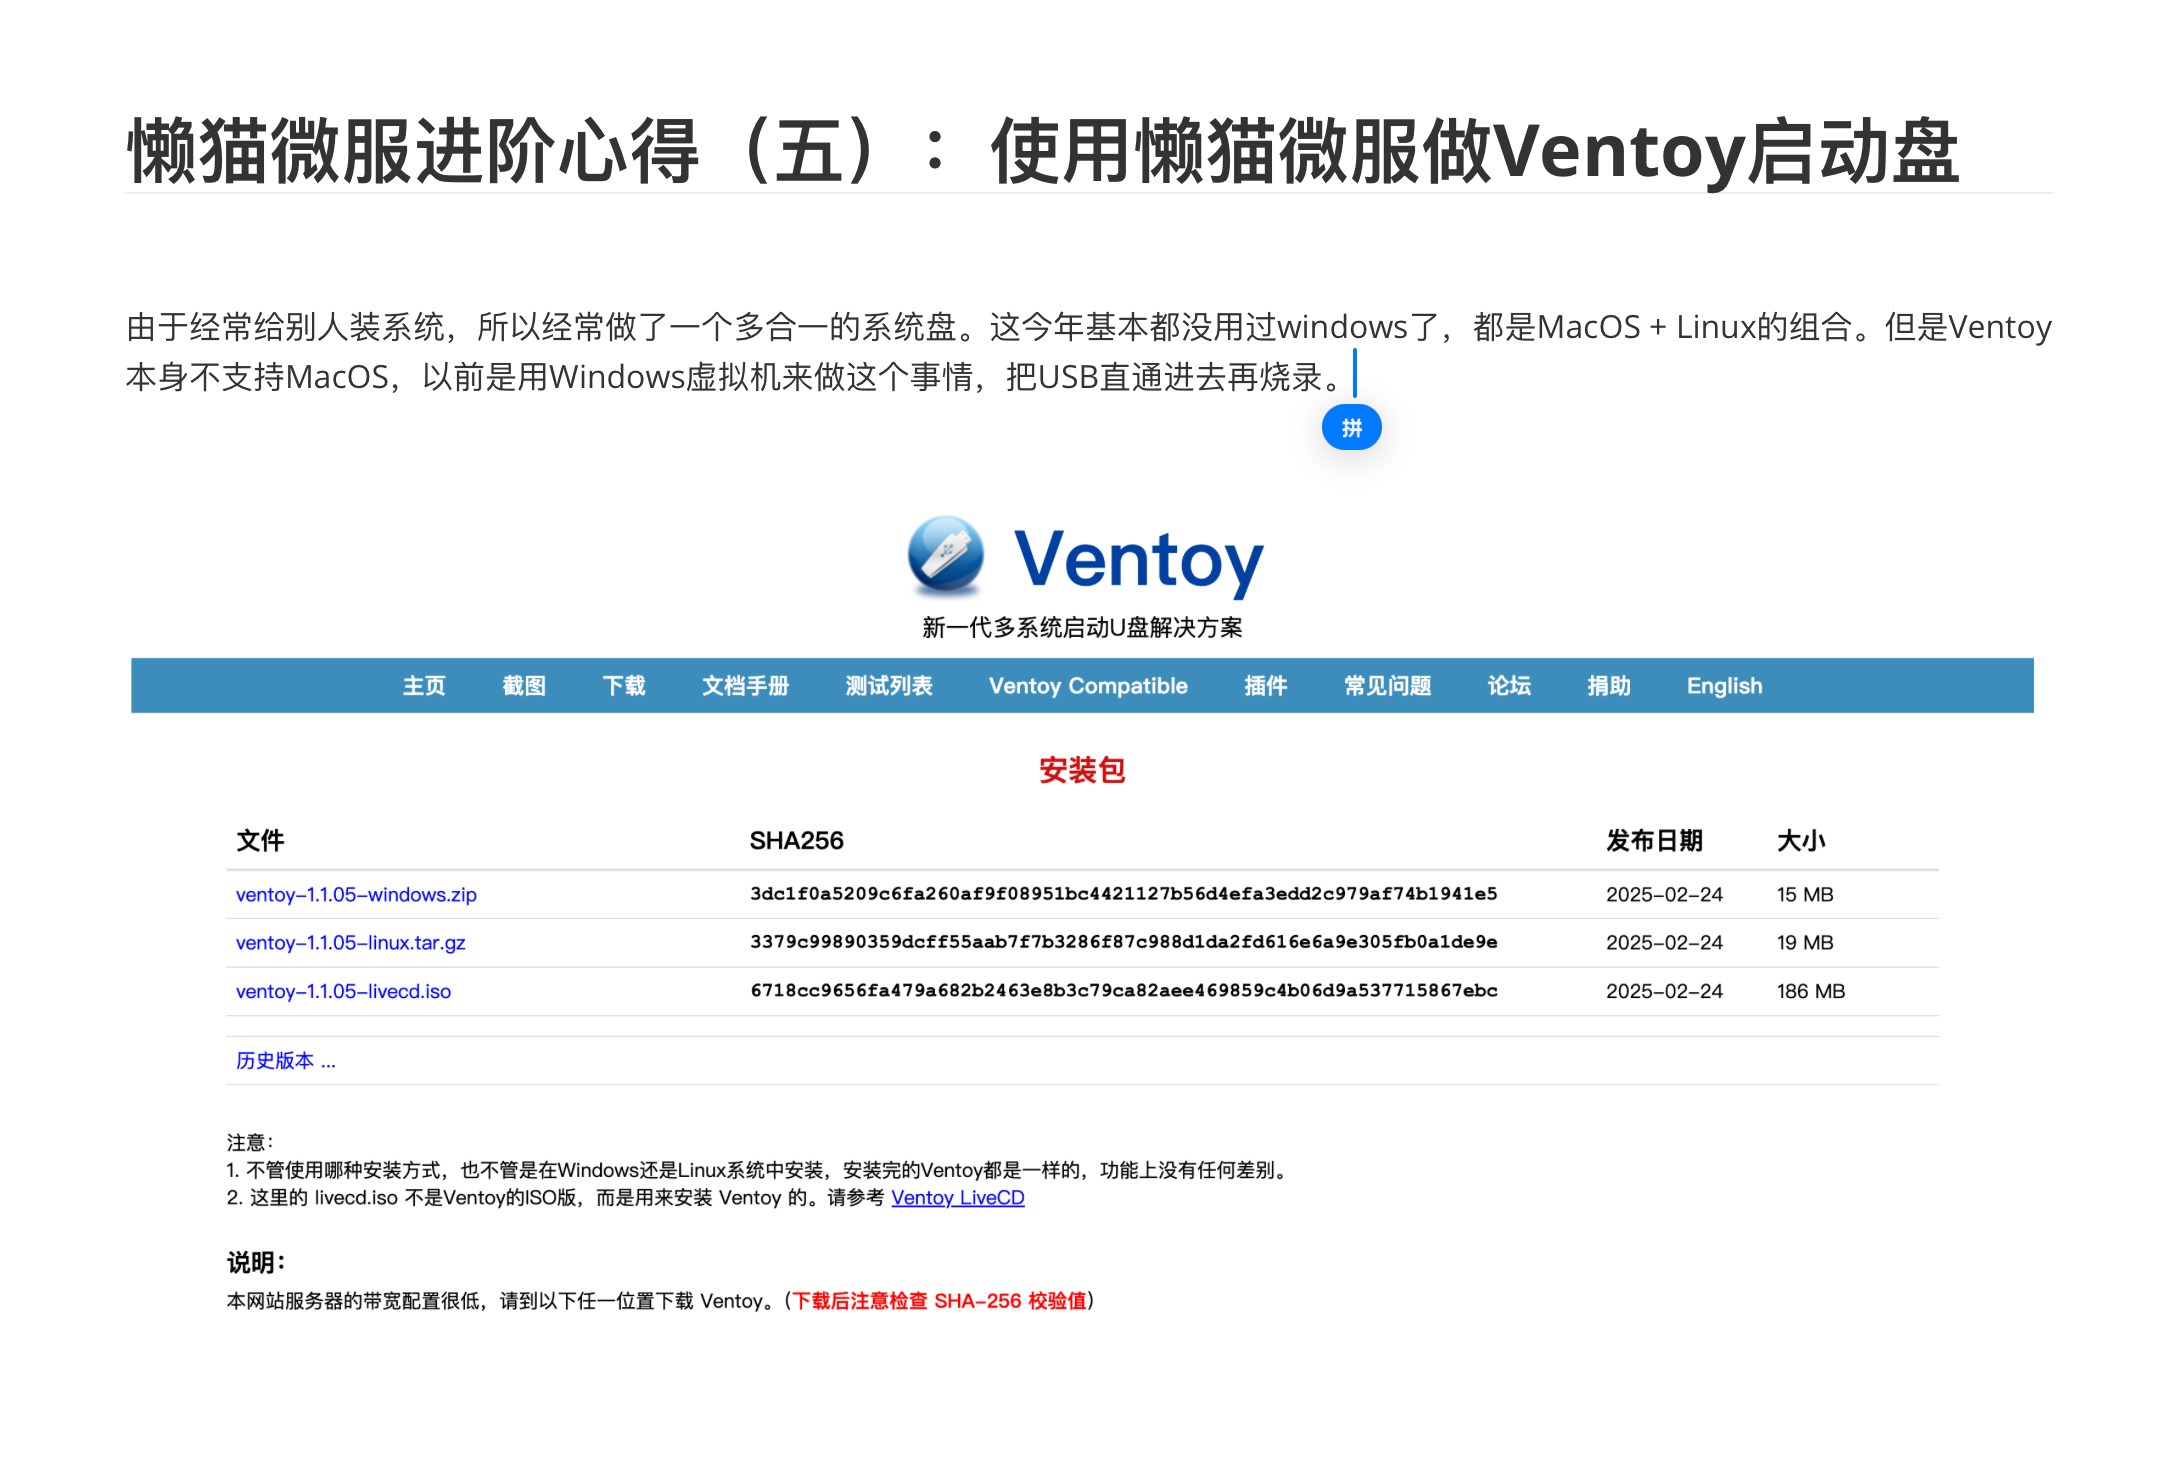 懒猫微服进阶心得（五）：使用懒猫微服做Ventoy启动盘
由于经常给别人装系统，所以经常做了一个多合一的系统盘。这今年基本都没用过windows了，都是MacOS + Linux的组合。但是Ventoy
本身不支持MacOS，以前是用Windows虚拟机来做这个事情，把USB直通进去再烧录。
拼
Ventoy
新一代多系统启动U盘解决方案
主页 截图 下载 文档手册 测试列表 Ventoy Compatible 插件 常见问题 论坛 捐助 English
安装包
文件 SHA256 发布日期 大小
ventoy-1.1.05-windows.zip 3dc1f0a5209c6fa260af9f08951bc4421127b56d4efa3edd2c979af74b1941e5 2025-02-24 15 MB
ventoy-1.1.05-linux.tar.gz 3379c99890359dcff55aab7f7b3286f87c988d1da2fd616e6a9e305fb0a1de9e 2025-02-24 19 MB
ventoy-1.1.05-livecd.iso 6718cc9656fa479a682b2463e8b3c79ca82aee469859c4b06d9a537715867ebc 2025-02-24 186 MB
历史版本 ...
注意：
1. 不管使用哪种安装方式，也不管是在Windows还是Linux系统中安装，安装完的Ventoy都是一样的，功能上没有任何差别。
2. 这里的 livecd.iso 不是Ventoy的ISO版，而是用来安装 Ventoy 的。请参考 Ventoy LiveCD
说明：
本网站服务器的带宽配置很低，请到以下任一位置下载 Ventoy。（下载后注意检查 SHA-256 校验值）